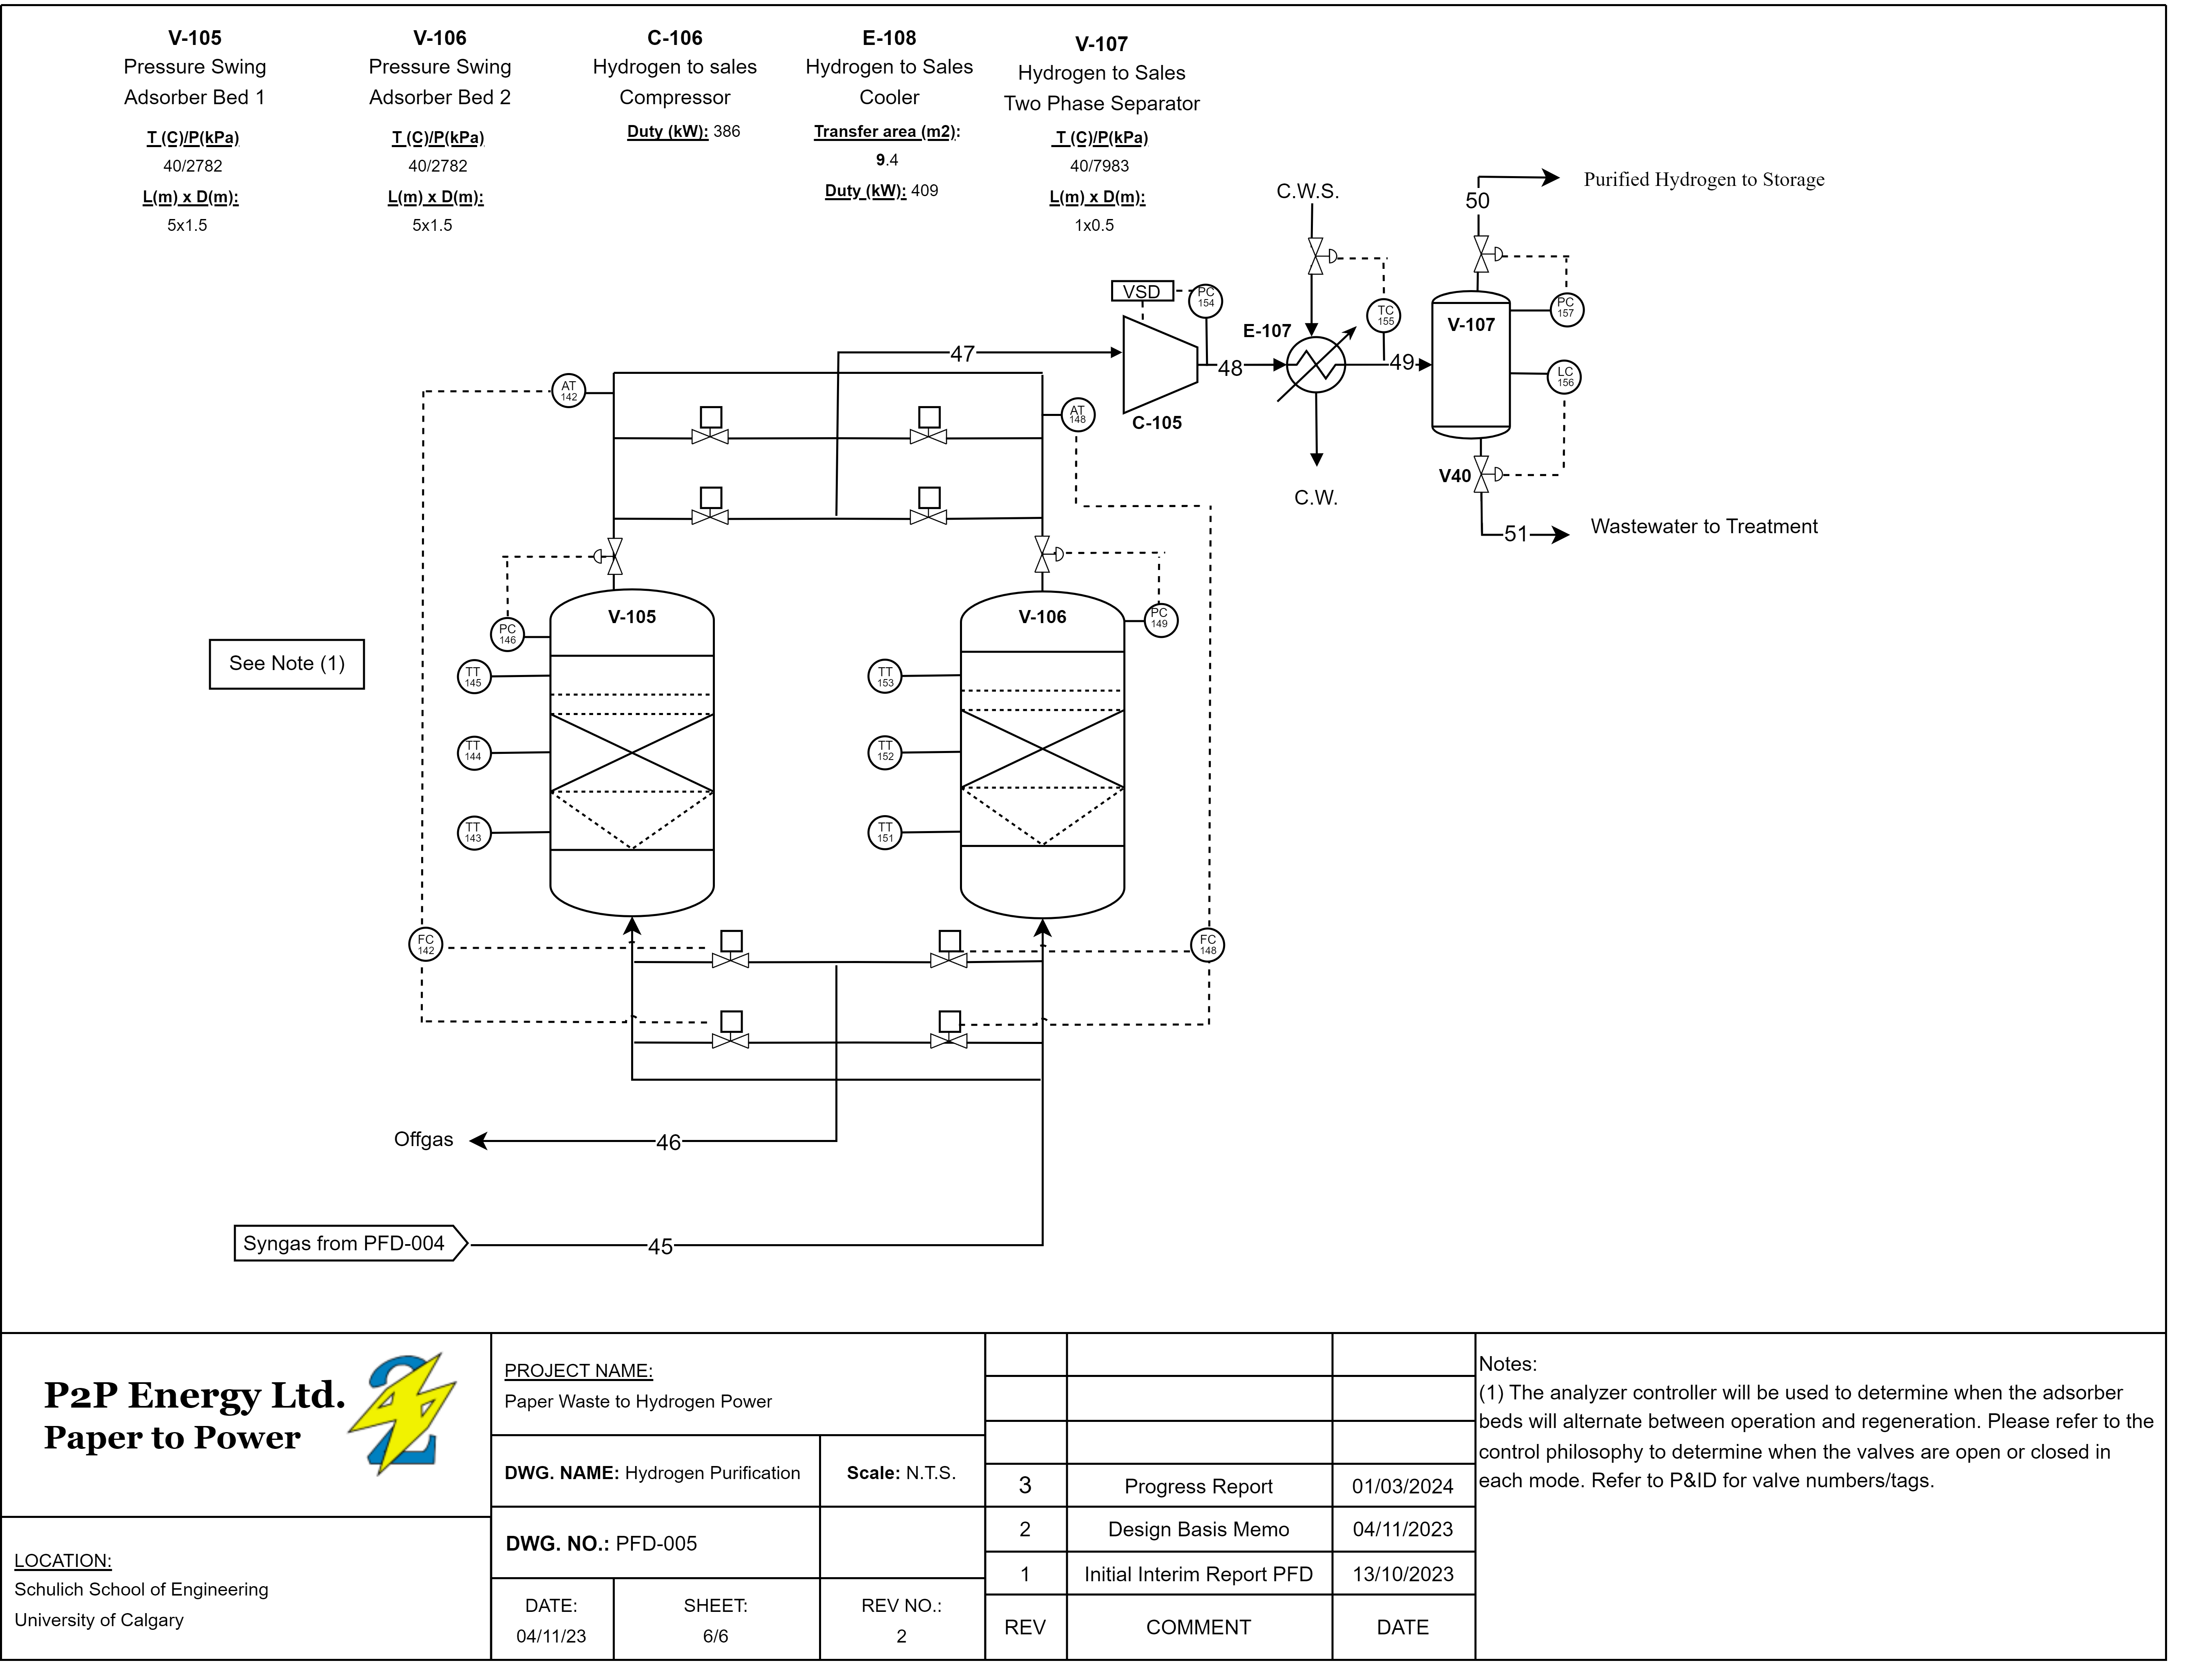 V-105
Pressure Swing
Adsorber Bed 1
T (C)/P(kPa)
40/2782
L(m) x D(m):
5x1.5
V-106
Pressure Swing
Adsorber Bed 2
T (C)/P(kPa)
40/2782
L(m) x D(m):
5x1.5
C-106
Hydrogen to sales
Compressor
Duty (kW): 386
E-108
Hydrogen to Sales
Cooler
Transfer area (m2):
9.4
Duty (kW): 409
V-107
Hydrogen to Sales
Two Phase Separator
T (C)/P(kPa)
40/7983
L(m) x D(m):
1x0.5
C.W.S.
50
Purified Hydrogen to Storage
VSD
PC
154
TC
155
PC
157
E-107
V-107
47
48
49
LC
156
C-105
V40
C.W.
51
Wastewater to Treatment
AT
142
AT
148
V-105
V-106
PC
146
PC
149
See Note (1)
TT
145
TT
153
TT
144
TT
152
TT
143
TT
151
FC
142
FC
148
Offgas
46
Syngas from PFD-004
45
P2P Energy Ltd.
Paper to Power
2
LOCATION:
Schulich School of Engineering
University of Calgary
PROJECT NAME:
Paper Waste to Hydrogen Power
DWG. NAME: Hydrogen Purification
Scale: N.T.S.
DWG. NO.: PFD-005
DATE:
04/11/23
SHEET:
6/6
REV NO.:
2
3 Progress Report 01/03/2024
2 Design Basis Memo 04/11/2023
1 Initial Interim Report PFD 13/10/2023
REV COMMENT DATE
Notes:
(1) The analyzer controller will be used to determine when the adsorber
beds will alternate between operation and regeneration. Please refer to the
control philosophy to determine when the valves are open or closed in
each mode. Refer to P&ID for valve numbers/tags.